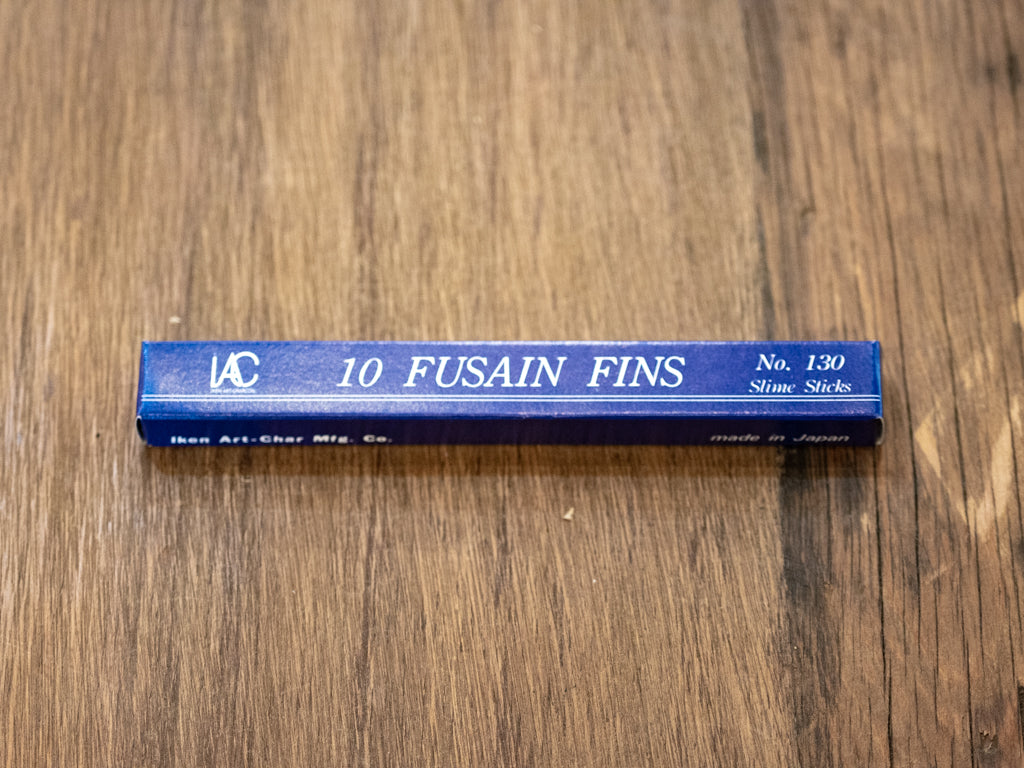 IAC
10 FUSAIN FINS
No. 130
Slime Sticks
Iken Art-Char Mfg. Co.
made in Japan